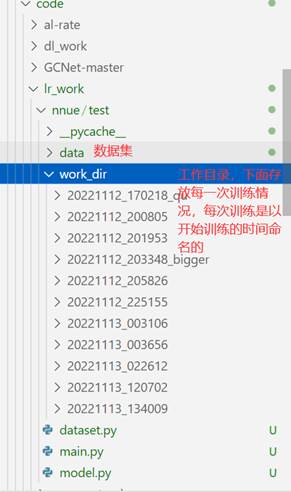 code
al-rate
dl_work
GCNet-master
lr_work
nnue/test
__pycache__
data 数据集
work_dir 工作目录，下面存
放每一次训练情
况，每次训练是以
开始训练的时间命
名的
20221112_170218_qu
20221112_200805
20221112_201953
20221112_203348_bigger
20221112_205826
20221112_225155
20221113_003106
20221113_003656
20221113_022612
20221113_120702
20221113_134009
dataset.py U
main.py U
model.py U